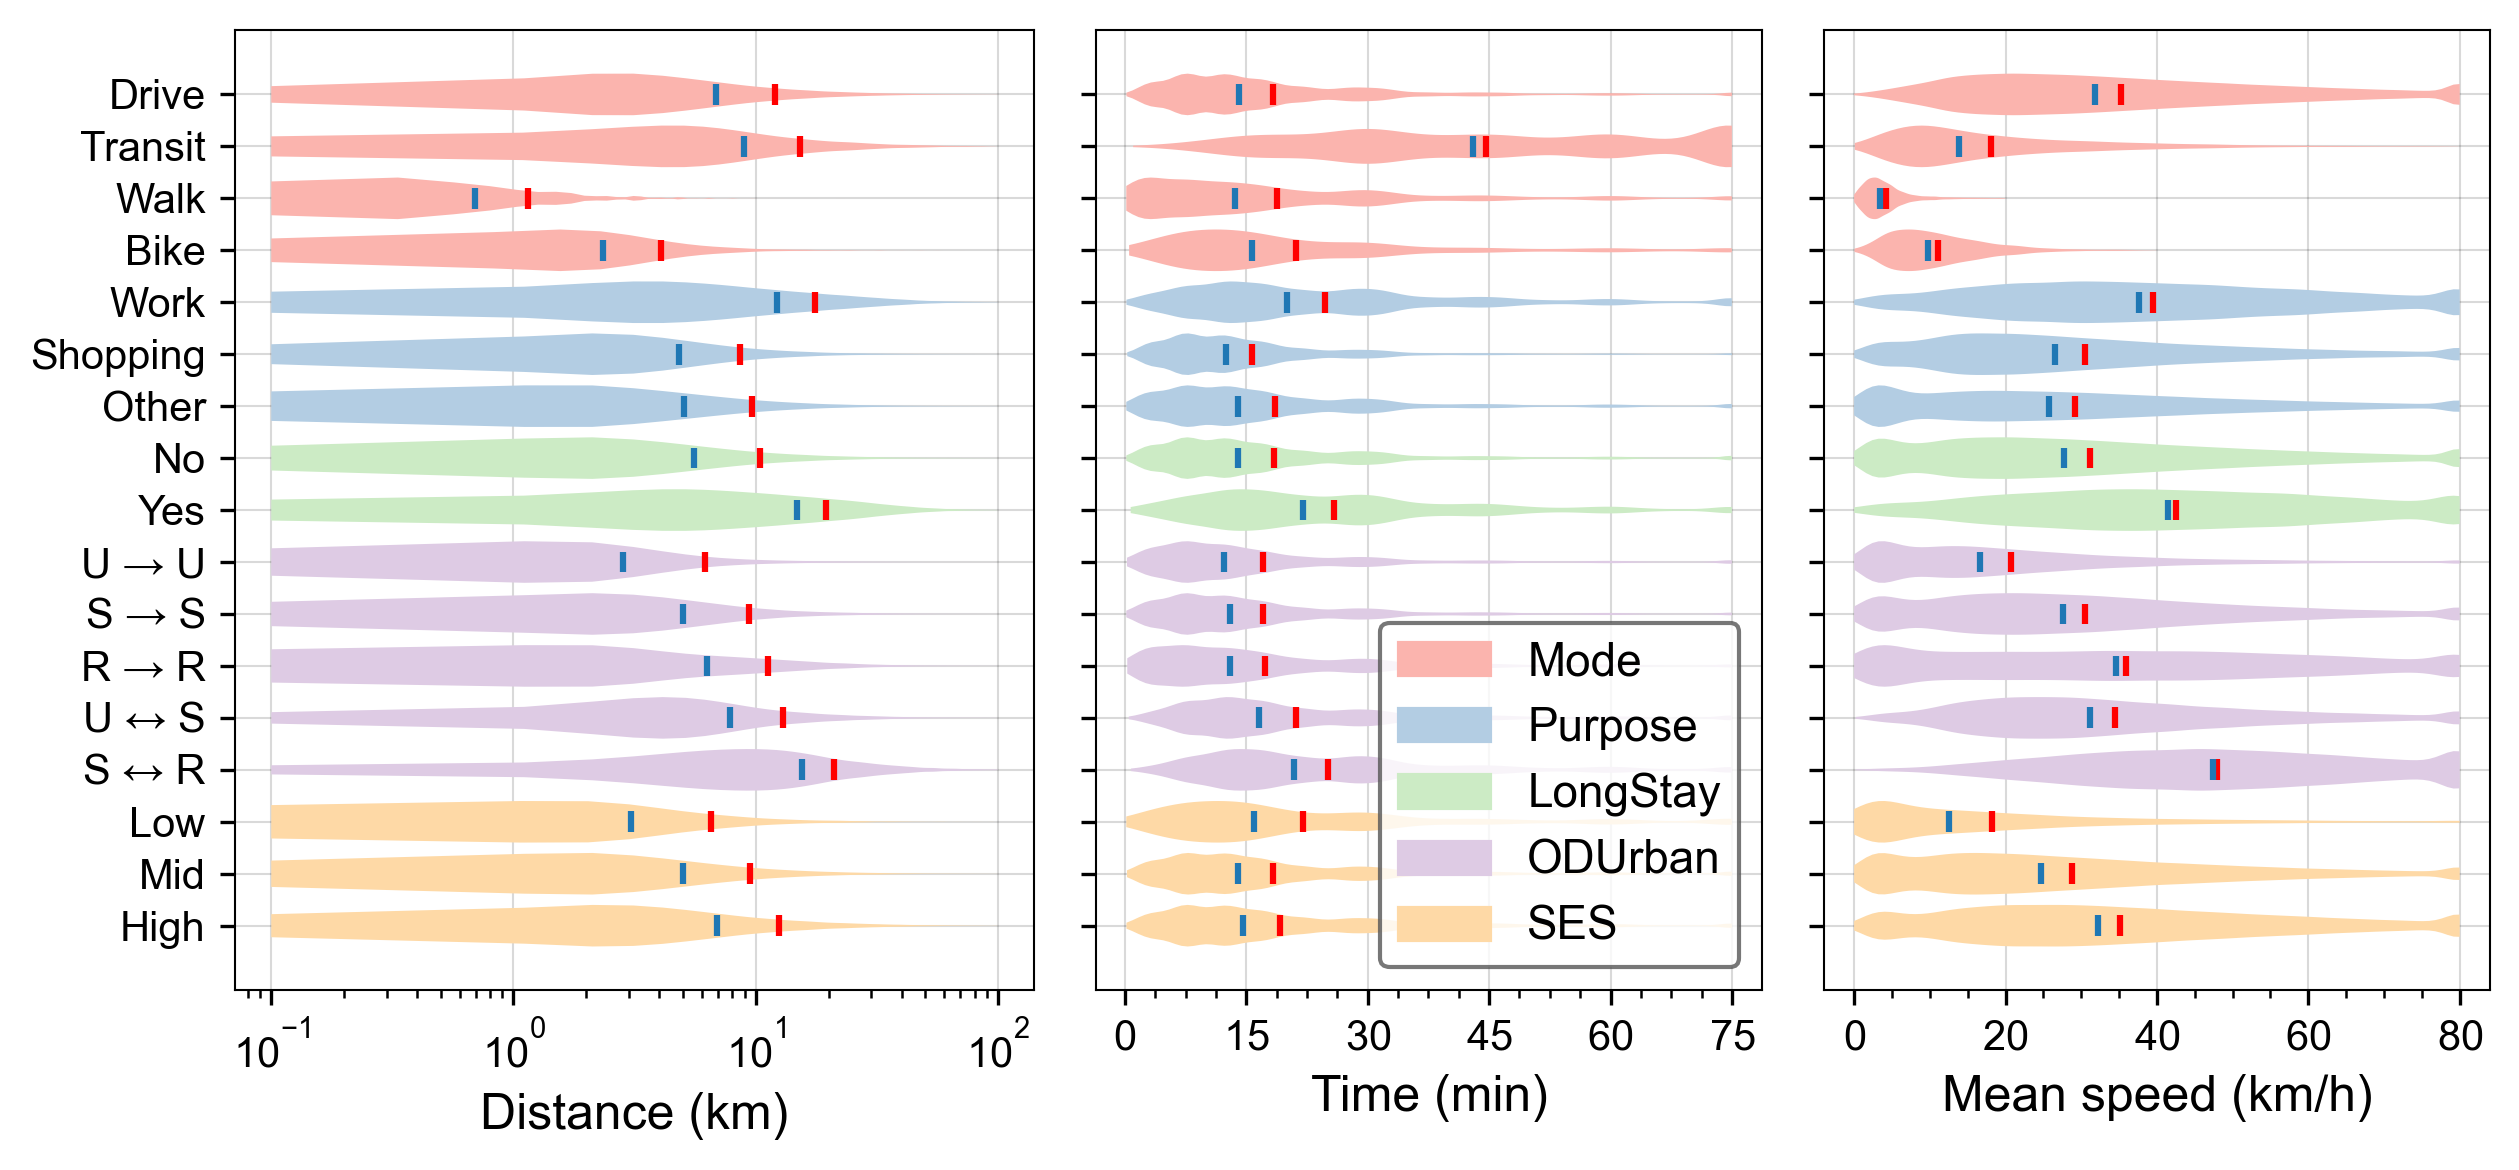 Drive
Transit
Walk
Bike
Work
Shopping
Other
No
Yes
U → U
S → S
R → R
U ↔ S
S ↔ R
Low
Mid
High
10⁻¹ 10⁰ 10¹ 10²
Distance (km)
Mode
Purpose
LongStay
ODUrban
SES
0 15 30 45 60 75
Time (min)
0 20 40 60 80
Mean speed (km/h)